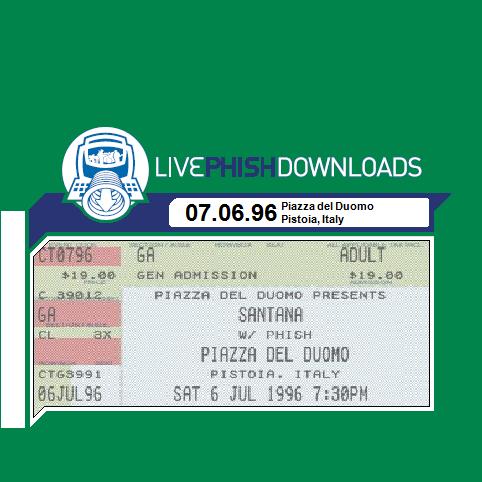 LIVEPHISHDOWNLOADS
07.06.96 Piazza del Duomo
Pistoia, Italy
CT0796 GA ADULT
$19.00 GEN ADMISSION $19.00
C 39012 PIAZZA DEL DUOMO PRESENTS
GA SANTANA
CL 8X W/ PHISH
PIAZZA DEL DUOMO
CTG3991 PISTOIA. ITALY
06JUL96 SAT 6 JUL 1996 7:30PM